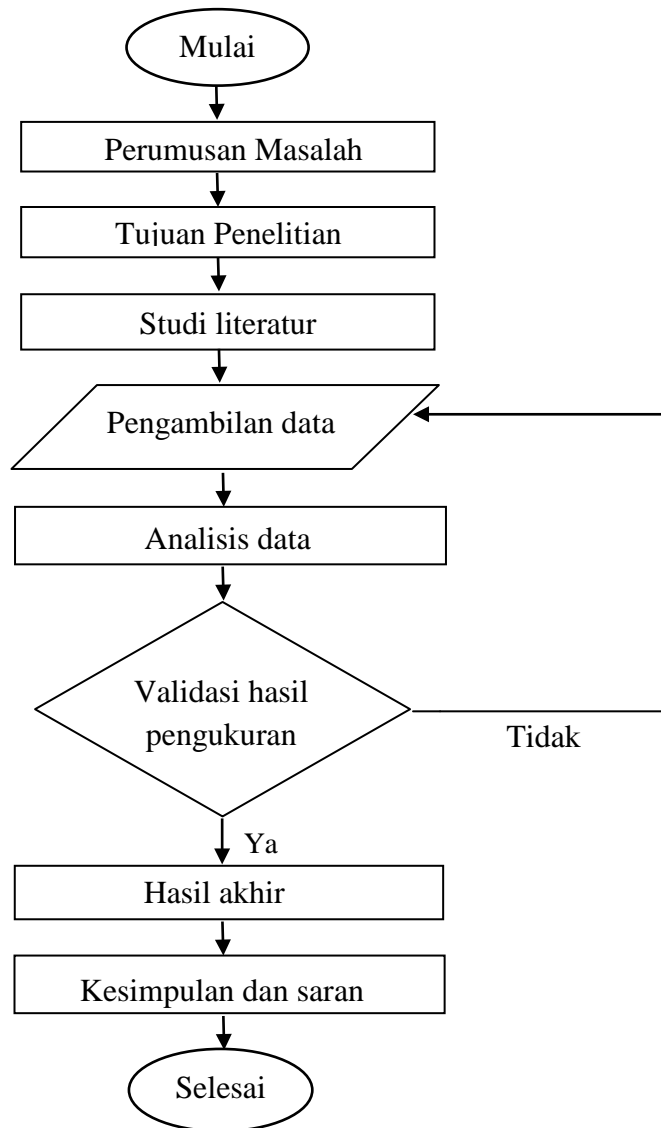 Mulai
Perumusan Masalah
Tujuan Penelitian
Studi literatur
Pengambilan data
Analisis data
Validasi hasil
pengukuran
Tidak
Ya
Hasil akhir
Kesimpulan dan saran
Selesai